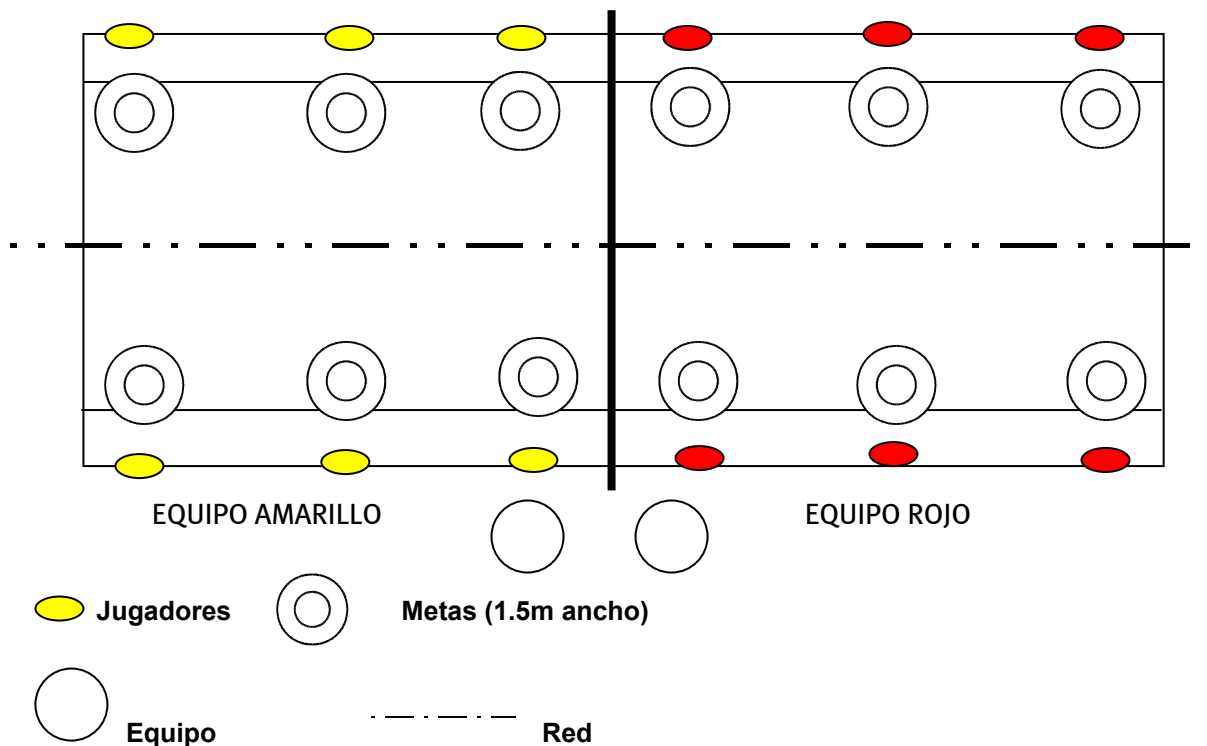 EQUIPO AMARILLO
EQUIPO ROJO
Jugadores
Metas (1.5m ancho)
Equipo
Red